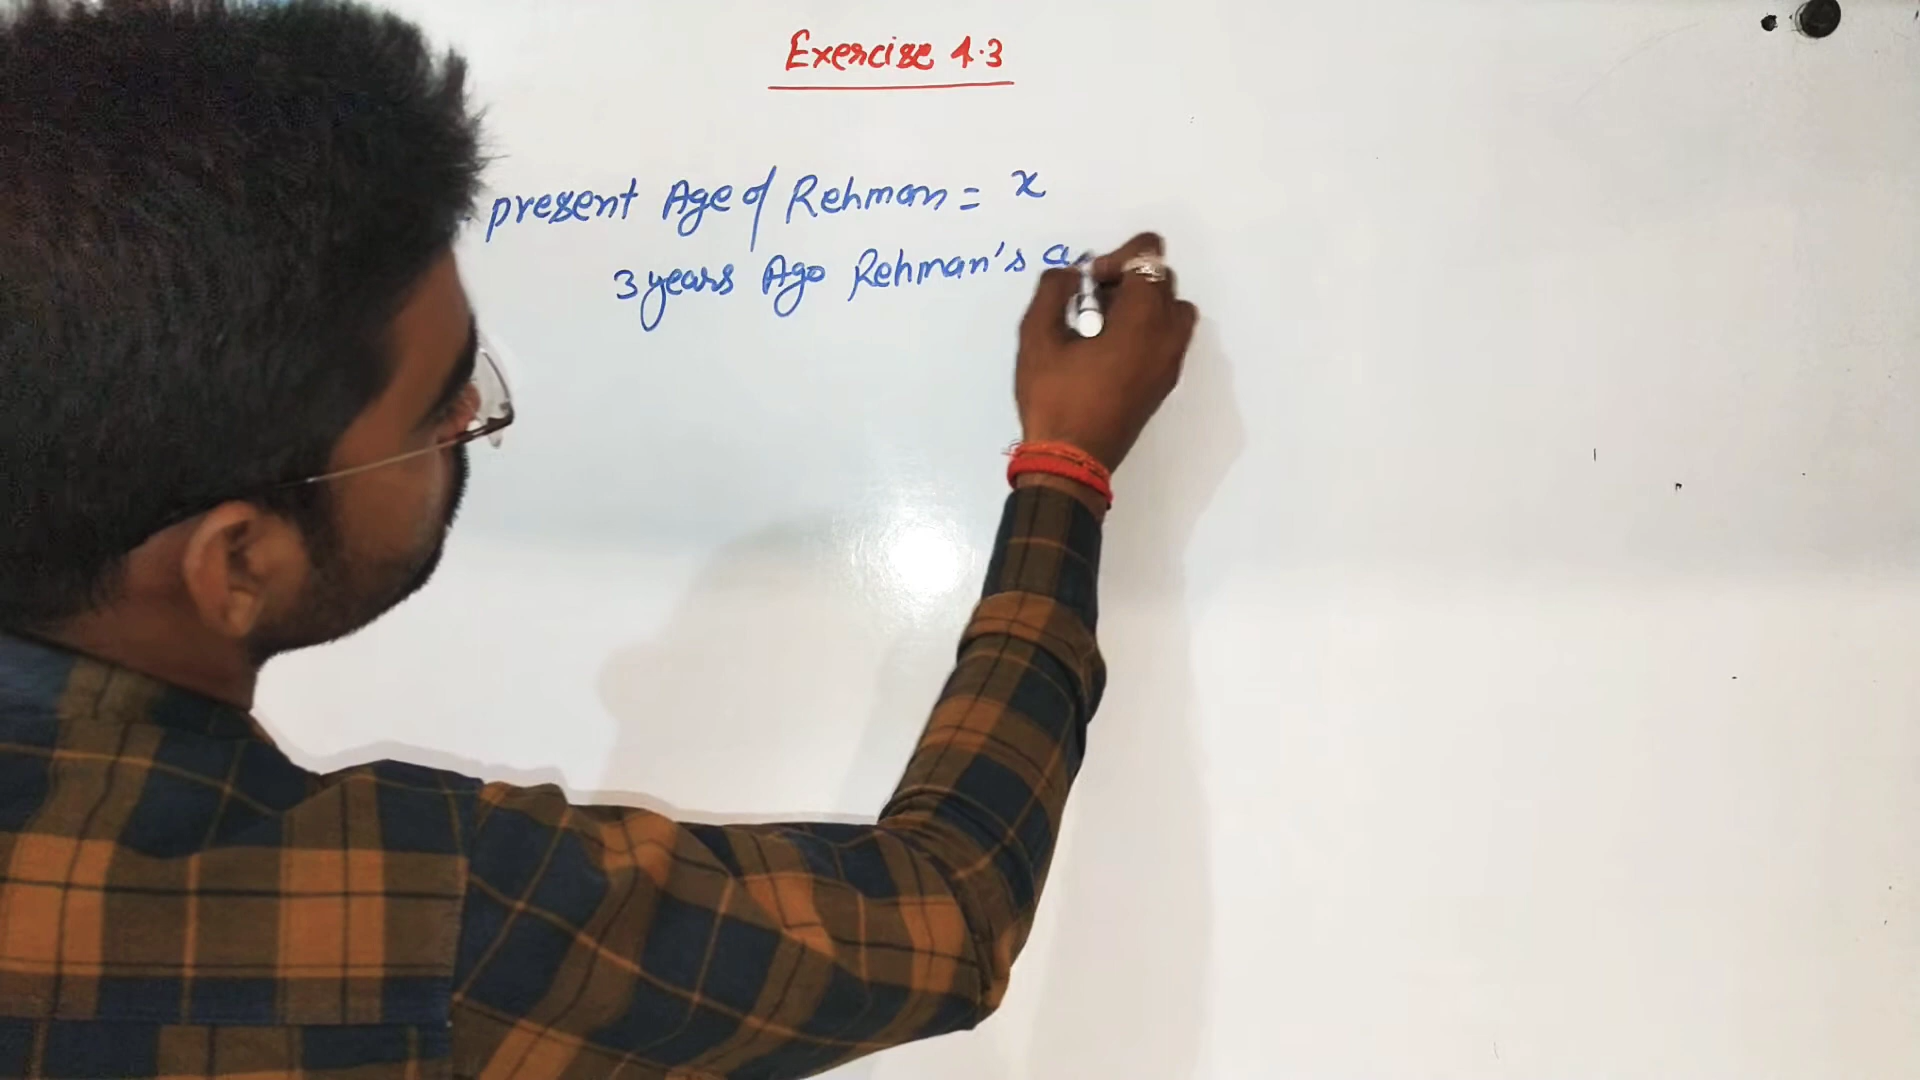 Exercise 4.3
present Age of Rehman = x
3 years Ago Rehman's